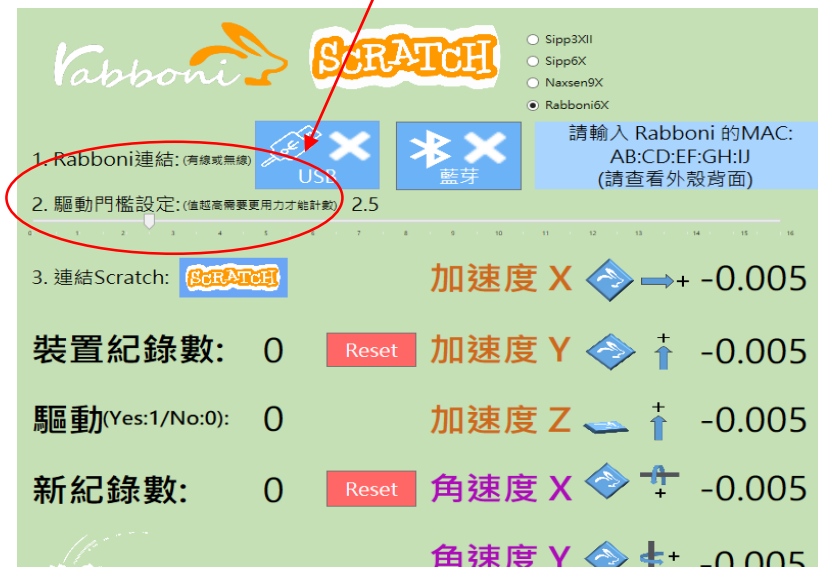 Rabboni
SCRATCH
Sipp3XII
Sipp6X
Naxsen9X
Rabboni6X
1. Rabboni連結: (有線或無線)
USB
藍芽
請輸入 Rabboni 的MAC:
AB:CD:EF:GH:IJ
(請查看外殼背面)
2. 驅動門檻設定: (值越高需要更用力才能計數) 2.5
0 1 2 3 4 5 6 7 8 9 10 11 12 13 14 15 16
3. 連結Scratch: SCRATCH
加速度 X + -0.005
裝置紀錄數: 0 Reset
加速度 Y + -0.005
驅動(Yes:1/No:0): 0
加速度 Z + -0.005
新紀錄數: 0 Reset
角速度 X + -0.005
角速度 Y + -0.005